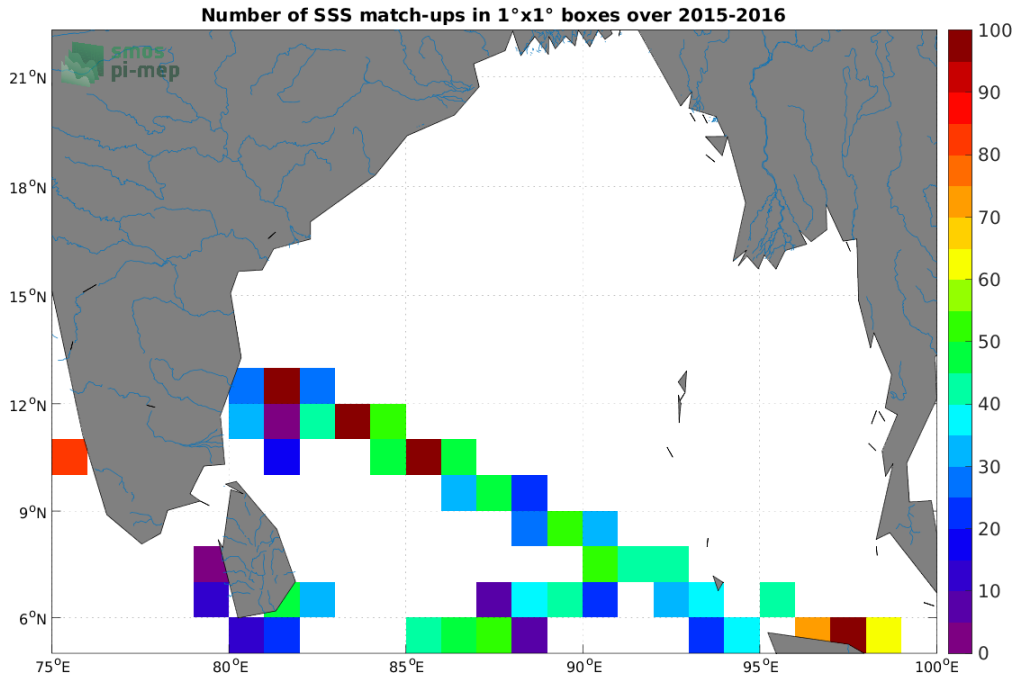 Number of SSS match-ups in 1°x1° boxes over 2015-2016
smos
pi-mep
21°N
18°N
15°N
12°N
9°N
6°N
75°E
80°E
85°E
90°E
95°E
100°E
100
90
80
70
60
50
40
30
20
10
0